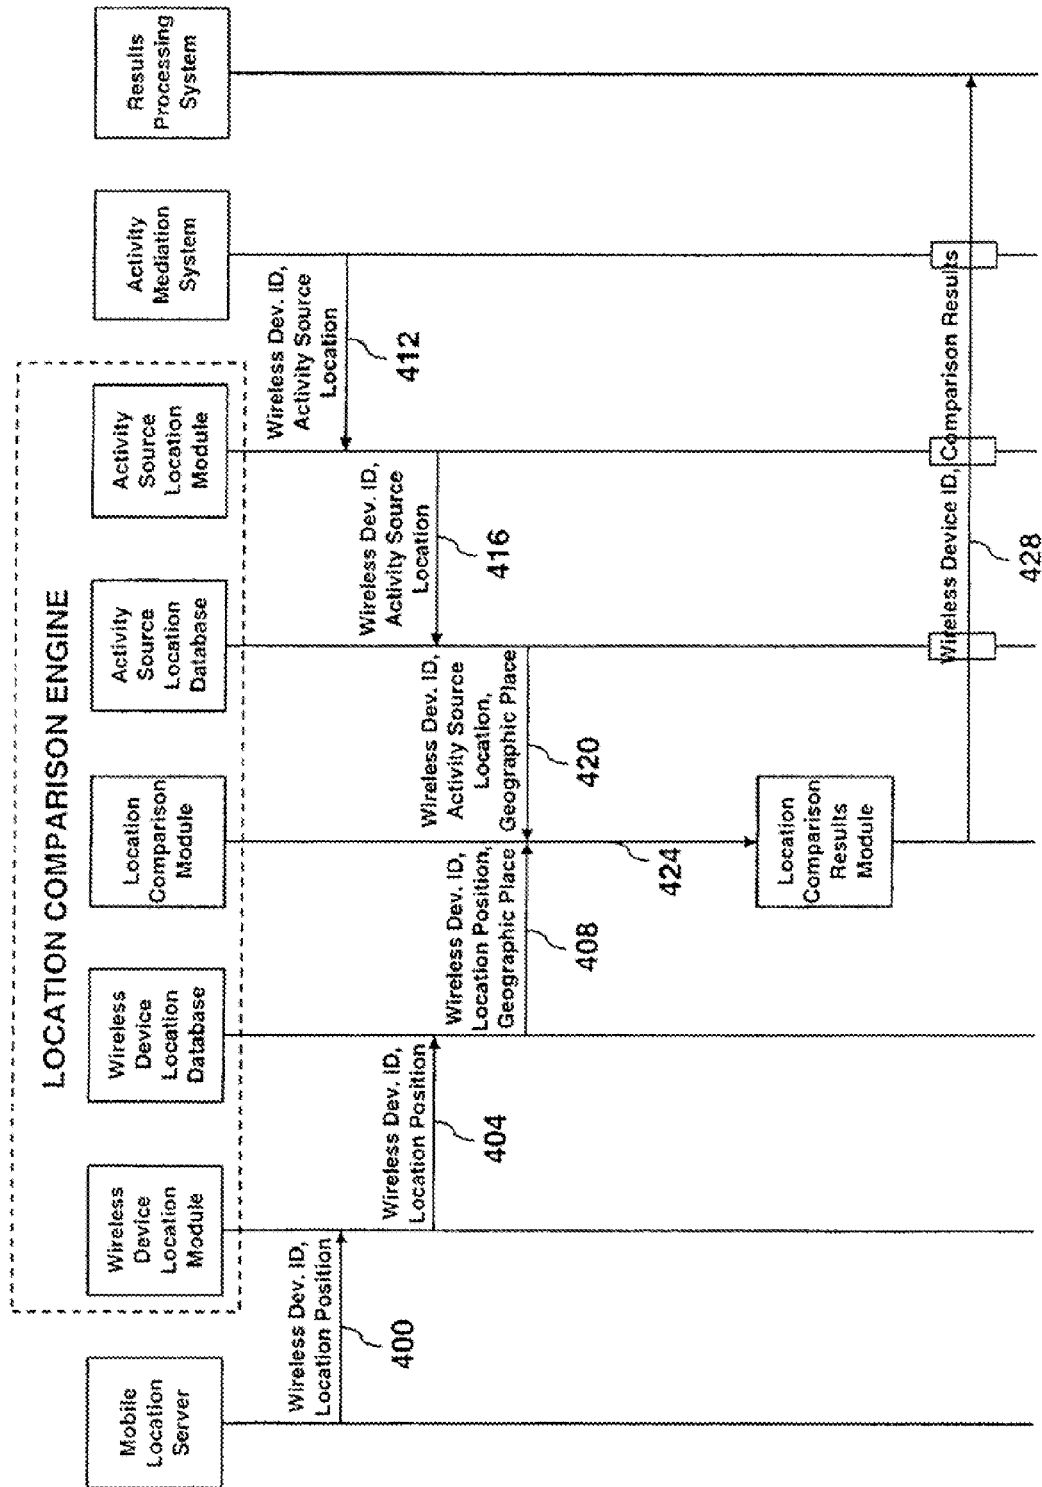 LOCATION COMPARISON ENGINE
Mobile
Location
Server
Wireless
Device
Location
Module
Wireless
Device
Location
Database
Location
Comparison
Module
Activity
Source
Location
Database
Activity
Source
Location
Module
Activity
Mediation
System
Results
Processing
System
Wireless Dev. ID,
Location Position
400
Wireless Dev. ID,
Activity Source
Location
412
Wireless Dev. ID,
Location Position
404
Wireless Dev. ID,
Activity Source
Location
416
Wireless Dev. ID,
Location Position,
Geographic Place
408
Wireless Dev. ID,
Activity Source
Location,
Geographic Place
420
424
Location
Comparison
Results
Module
Wireless Device ID, Comparison Results
428